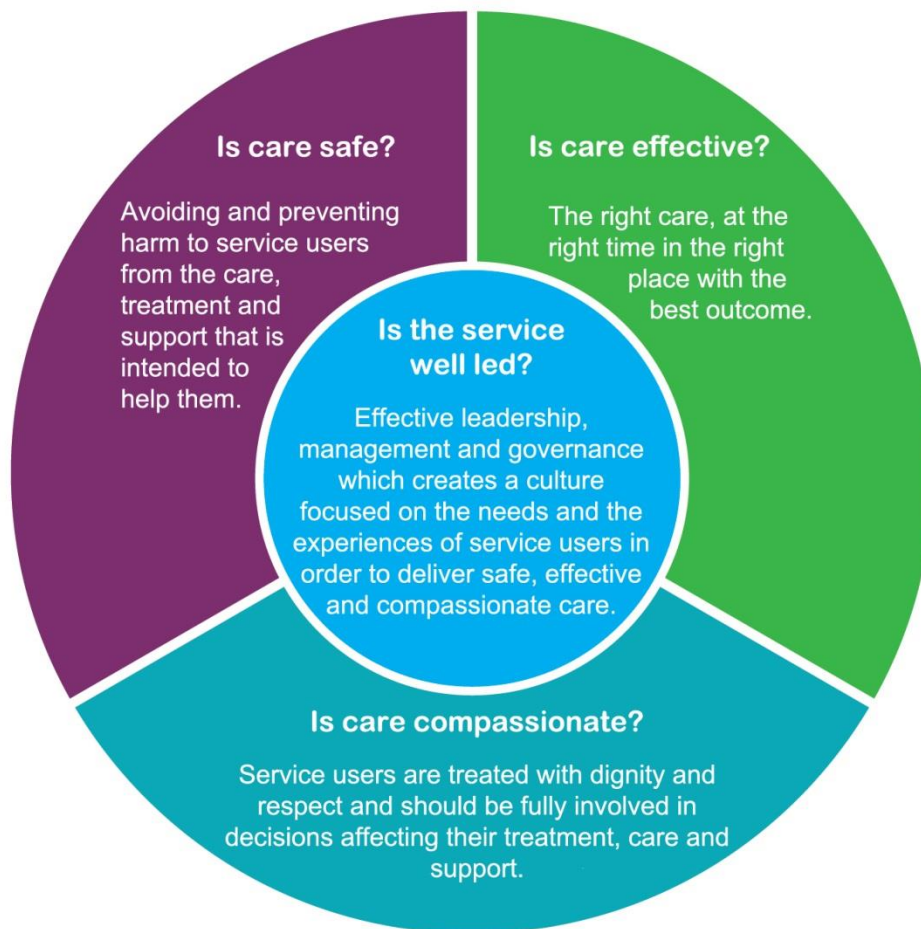 Is care safe?
Avoiding and preventing
harm to service users
from the care,
treatment and
support that is
intended to
help them.
Is care effective?
The right care, at the
right time in the right
place with the
best outcome.
Is the service
well led?
Effective leadership,
management and governance
which creates a culture
focused on the needs and the
experiences of service users in
order to deliver safe, effective
and compassionate care.
Is care compassionate?
Service users are treated with dignity and
respect and should be fully involved in
decisions affecting their treatment, care and
support.